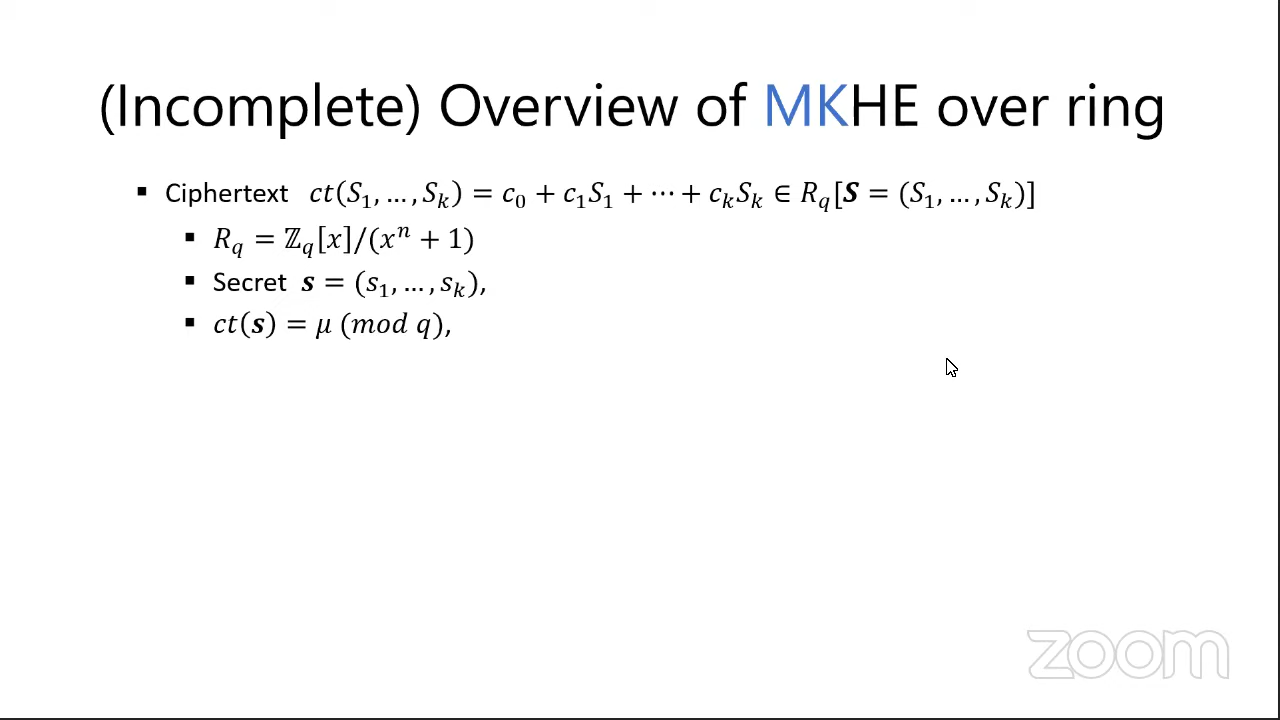 (Incomplete) Overview of MKHE over ring
▪ Ciphertext 𝑐𝑡(𝑆₁, …, 𝑆ₖ) = 𝑐₀ + 𝑐₁𝑆₁ + ⋯ + 𝑐ₖ𝑆ₖ ∈ 𝑅_𝑞[𝑺 = (𝑆₁, …, 𝑆ₖ)]
▪ 𝑅_𝑞 = ℤ_𝑞[𝑥]/(𝑥ⁿ + 1)
▪ Secret 𝒔 = (𝑠₁, …, 𝑠ₖ),
▪ 𝑐𝑡(𝒔) = 𝜇 (𝑚𝑜𝑑 𝑞),
zoom